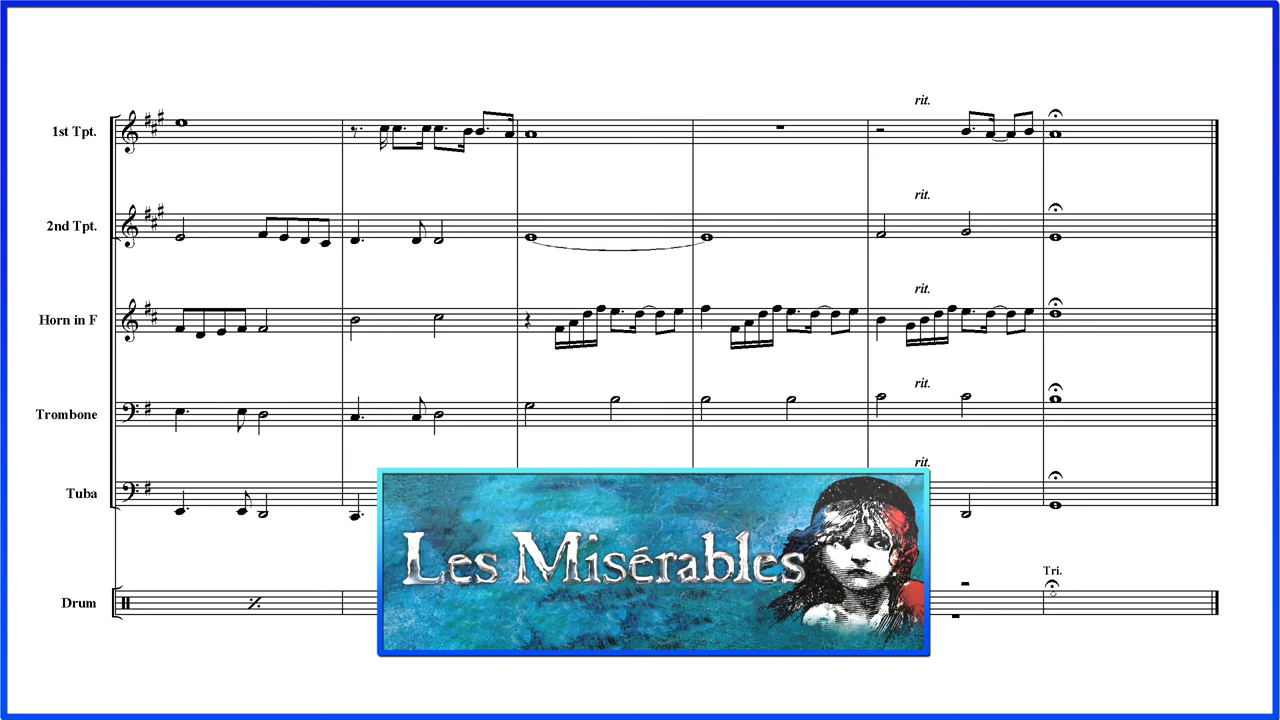 rit.
1st Tpt.
rit.
2nd Tpt.
rit.
Horn in F
rit.
Trombone
rit.
Tuba
Les Misérables
Tri.
Drum